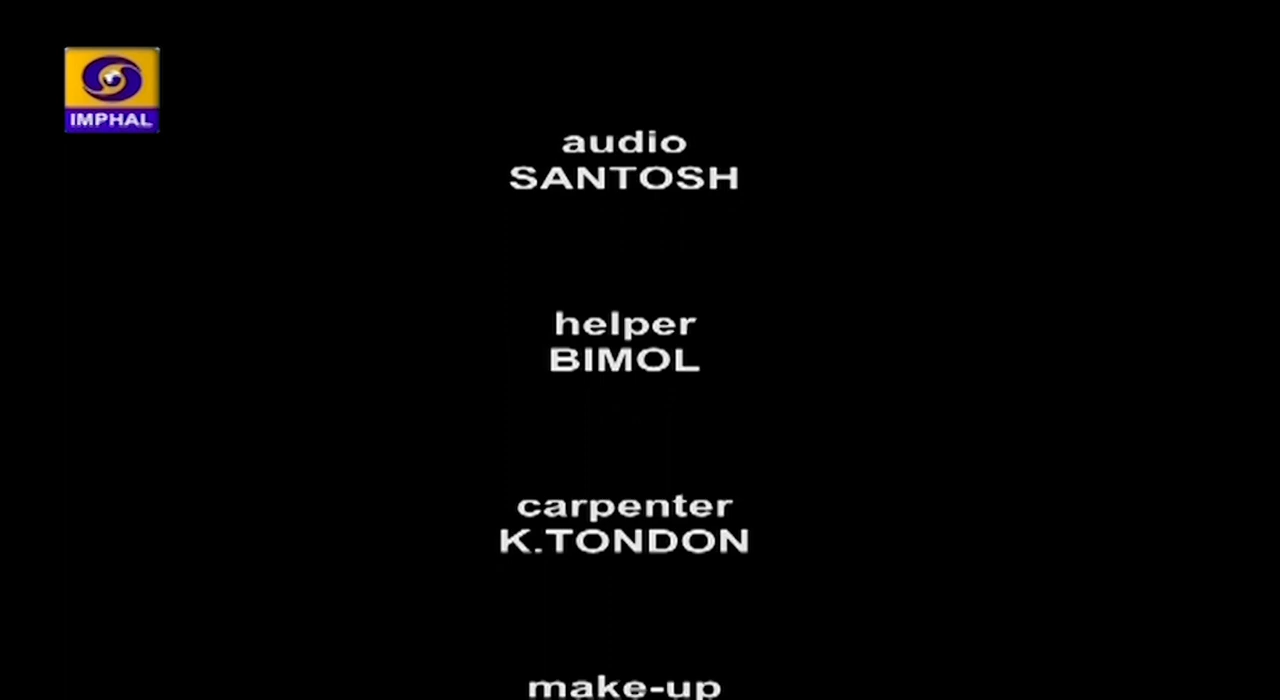 IMPHAL
audio
SANTOSH
helper
BIMOL
carpenter
K.TONDON
make-up